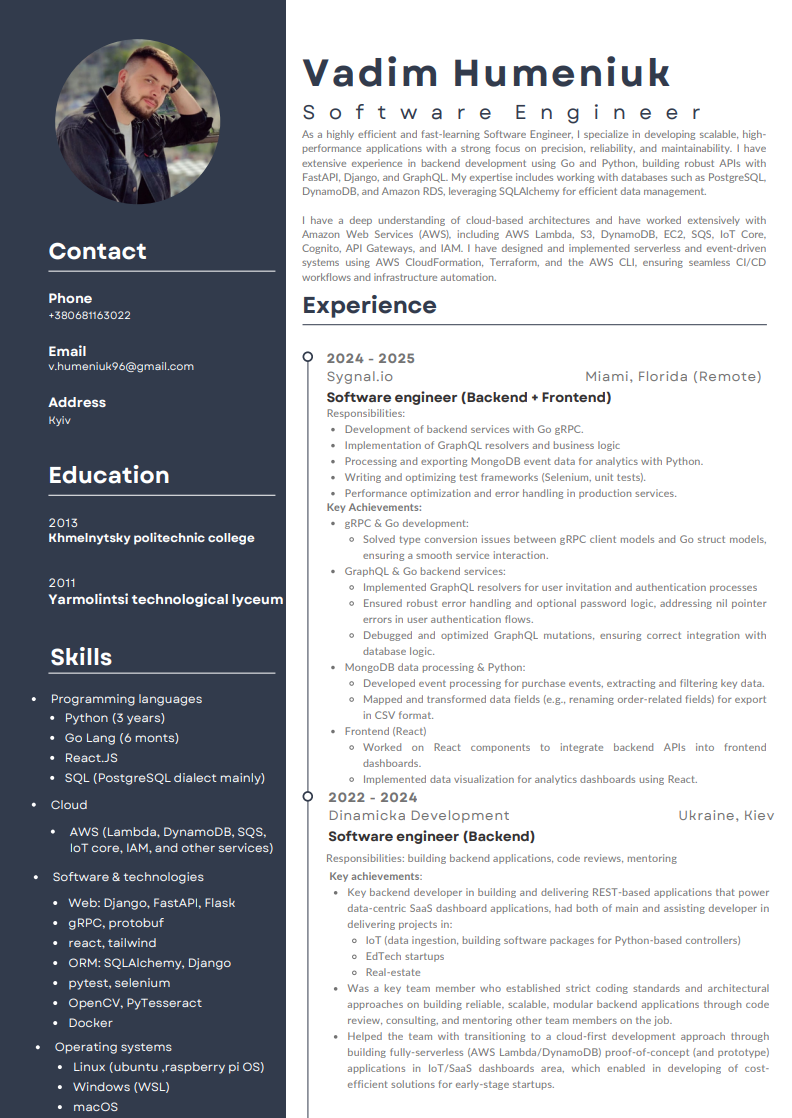 Vadim Humeniuk
Software Engineer
As a highly efficient and fast-learning Software Engineer, I specialize in developing scalable, high-
performance applications with a strong focus on precision, reliability, and maintainability. I have
extensive experience in backend development using Go and Python, building robust APIs with
FastAPI, Django, and GraphQL. My expertise includes working with databases such as PostgreSQL,
DynamoDB, and Amazon RDS, leveraging SQLAlchemy for efficient data management.
I have a deep understanding of cloud-based architectures and have worked extensively with
Amazon Web Services (AWS), including AWS Lambda, S3, DynamoDB, EC2, SQS, IoT Core,
Cognito, API Gateways, and IAM. I have designed and implemented serverless and event-driven
systems using AWS CloudFormation, Terraform, and the AWS CLI, ensuring seamless CI/CD
workflows and infrastructure automation.
Contact
Phone
+380681163022
Email
v.humeniuk96@gmail.com
Address
Kyiv
Education
2013
Khmelnytsky politechnic college
2011
Yarmolintsi technological lyceum
Skills
• Programming languages
• Python (3 years)
• Go Lang (6 monts)
• React.JS
• SQL (PostgreSQL dialect mainly)
• Cloud
• AWS (Lambda, DynamoDB, SQS,
IoT core, IAM, and other services)
• Software & technologies
• Web: Django, FastAPI, Flask
• gRPC, protobuf
• react, tailwind
• ORM: SQLAlchemy, Django
• pytest, selenium
• OpenCV, PyTesseract
• Docker
• Operating systems
• Linux (ubuntu ,raspberry pi OS)
• Windows (WSL)
• macOS
Experience
2024 - 2025
Sygnal.io Miami, Florida (Remote)
Software engineer (Backend + Frontend)
Responsibilities:
• Development of backend services with Go gRPC.
• Implementation of GraphQL resolvers and business logic
• Processing and exporting MongoDB event data for analytics with Python.
• Writing and optimizing test frameworks (Selenium, unit tests).
• Performance optimization and error handling in production services.
Key Achievements:
• gRPC & Go development:
◦ Solved type conversion issues between gRPC client models and Go struct models,
ensuring a smooth service interaction.
• GraphQL & Go backend services:
◦ Implemented GraphQL resolvers for user invitation and authentication processes
◦ Ensured robust error handling and optional password logic, addressing nil pointer
errors in user authentication flows.
◦ Debugged and optimized GraphQL mutations, ensuring correct integration with
database logic.
• MongoDB data processing & Python:
◦ Developed event processing for purchase events, extracting and filtering key data.
◦ Mapped and transformed data fields (e.g., renaming order-related fields) for export
in CSV format.
• Frontend (React)
◦ Worked on React components to integrate backend APIs into frontend
dashboards.
◦ Implemented data visualization for analytics dashboards using React.
2022 - 2024
Dinamicka Development Ukraine, Kiev
Software engineer (Backend)
Responsibilities: building backend applications, code reviews, mentoring
Key achievements:
• Key backend developer in building and delivering REST-based applications that power
data-centric SaaS dashboard applications, had both of main and assisting developer in
delivering projects in:
◦ IoT (data ingestion, building software packages for Python-based controllers)
◦ EdTech startups
◦ Real-estate
• Was a key team member who established strict coding standards and architectural
approaches on building reliable, scalable, modular backend applications through code
review, consulting, and mentoring other team members on the job.
• Helped the team with transitioning to a cloud-first development approach through
building fully-serverless (AWS Lambda/DynamoDB) proof-of-concept (and prototype)
applications in IoT/SaaS dashboards area, which enabled in developing of cost-
efficient solutions for early-stage startups.